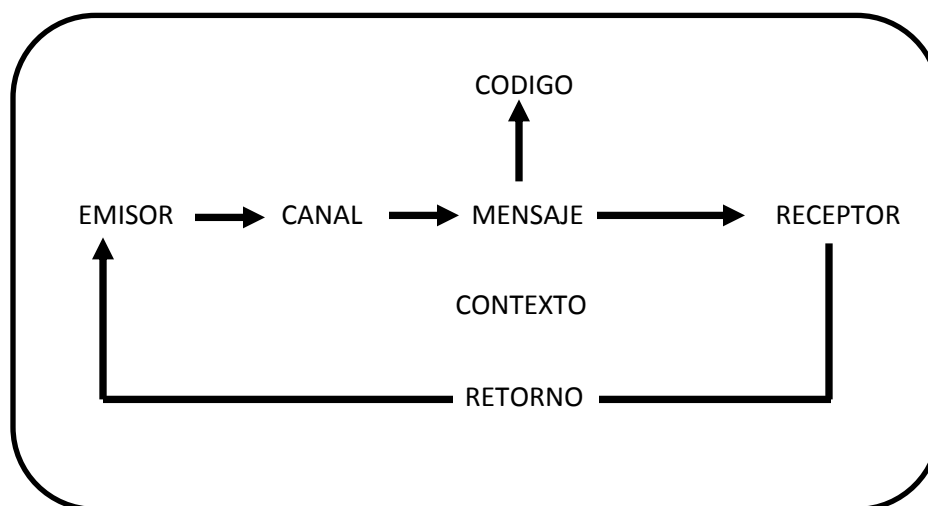 CODIGO
EMISOR CANAL MENSAJE RECEPTOR
CONTEXTO
RETORNO